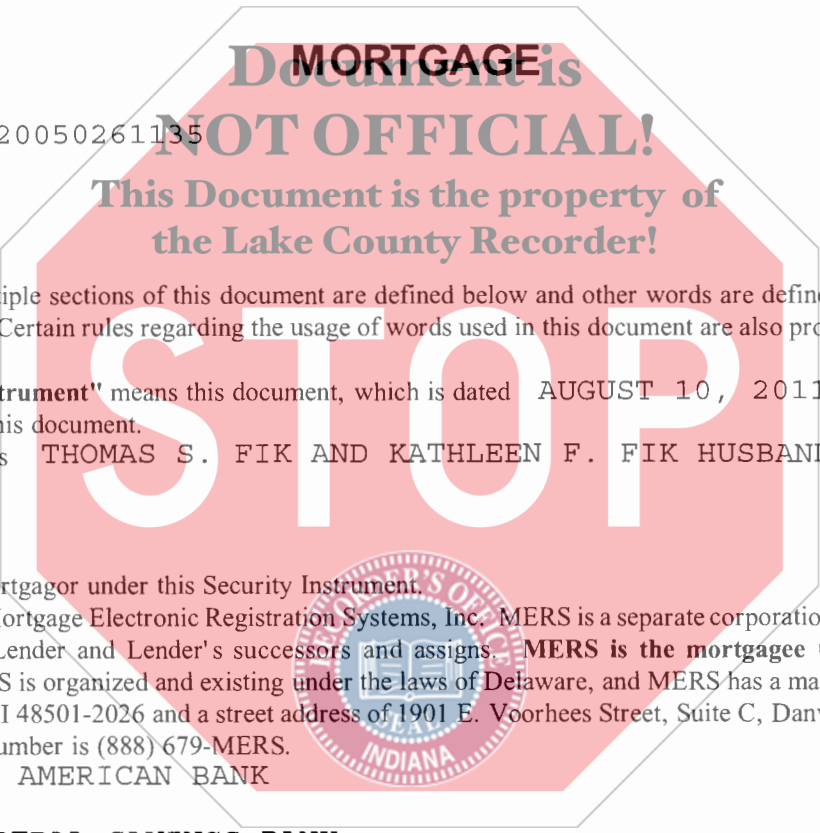 MORTGAGE
Document is
20050261135
NOT OFFICIAL!
This Document is the property of
the Lake County Recorder!
iple sections of this document are defined below and other words are define
Certain rules regarding the usage of words used in this document are also pro
trument" means this document, which is dated AUGUST 10, 2011
his document.
s THOMAS S. FIK AND KATHLEEN F. FIK HUSBAND
STOP
rtgagor under this Security Instrument.
Mortgage Electronic Registration Systems, Inc. MERS is a separate corporatio
Lender and Lender's successors and assigns. MERS is the mortgagee
S is organized and existing under the laws of Delaware, and MERS has a ma
I 48501-2026 and a street address of 1901 E. Voorhees Street, Suite C, Danv
umber is (888) 679-MERS.
AMERICAN BANK
RECORDER'S OFFICE
SEAL
INDIANA